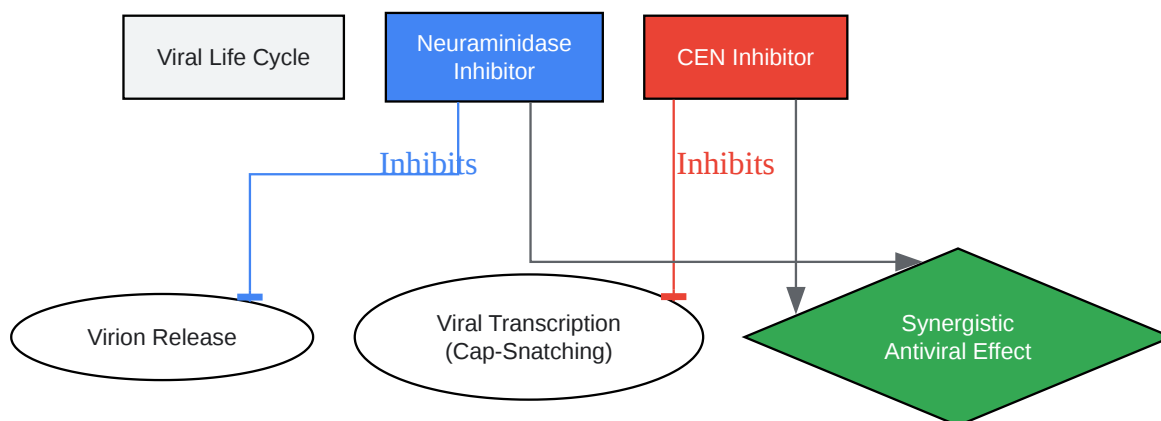 Viral Life Cycle
Neuraminidase
Inhibitor
CEN Inhibitor
Inhibits
Inhibits
Virion Release
Viral Transcription
(Cap-Snatching)
Synergistic
Antiviral Effect